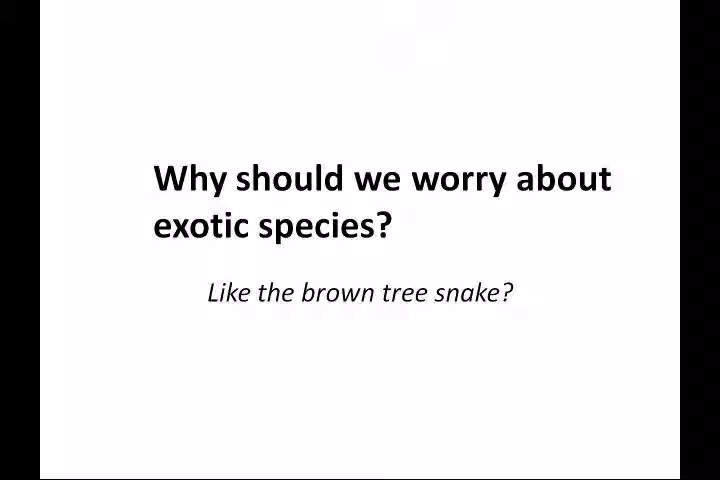 Why should we worry about
exotic species?
Like the brown tree snake?